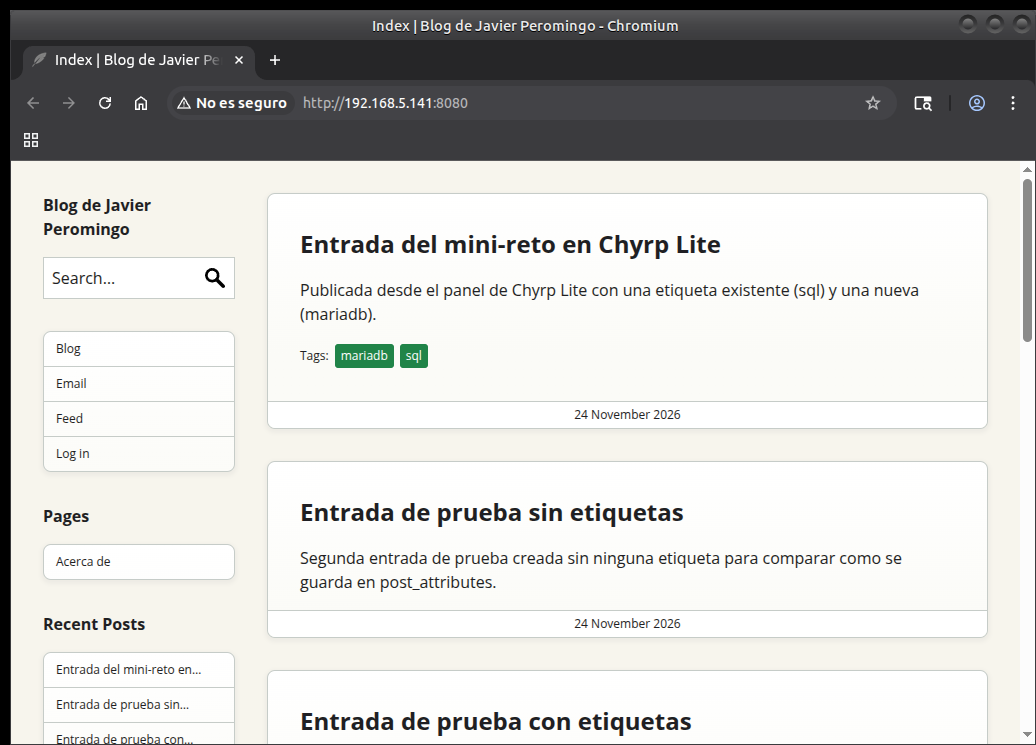 Index | Blog de Javier Peromingo - Chromium
Index | Blog de Javier Pe
No es seguro http://192.168.5.141:8080
Blog de Javier
Peromingo
Search...
Blog
Email
Feed
Log in
Pages
Acerca de
Recent Posts
Entrada del mini-reto en...
Entrada de prueba sin...
Entrada de prueba con...
Entrada del mini-reto en Chyrp Lite
Publicada desde el panel de Chyrp Lite con una etiqueta existente (sql) y una nueva
(mariadb).
Tags: mariadb sql
24 November 2026
Entrada de prueba sin etiquetas
Segunda entrada de prueba creada sin ninguna etiqueta para comparar como se
guarda en post_attributes.
24 November 2026
Entrada de prueba con etiquetas